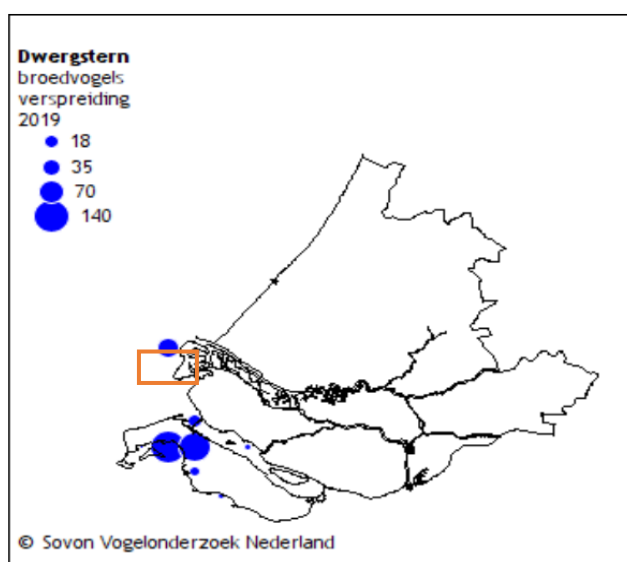 Dwergstern
broedvogels
verspreiding
2019
18
35
70
140
© Sovon Vogelonderzoek Nederland